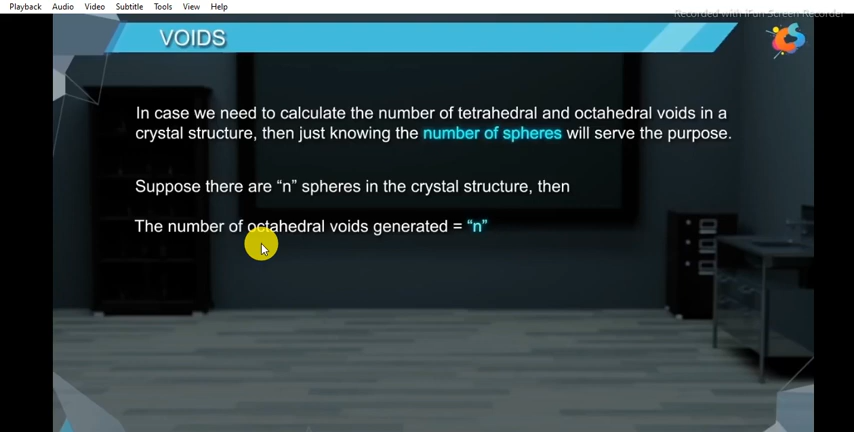 Playback Audio Video Subtitle Tools View Help
Recorded with iFun Screen Recorder
VOIDS
In case we need to calculate the number of tetrahedral and octahedral voids in a
crystal structure, then just knowing the number of spheres will serve the purpose.
Suppose there are “n” spheres in the crystal structure, then
The number of octahedral voids generated = “n”